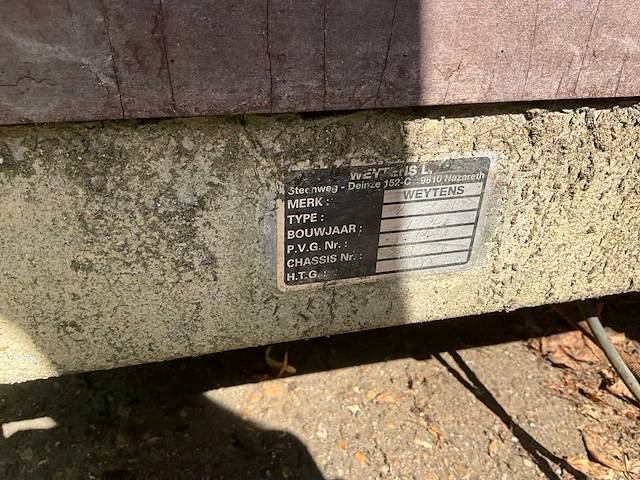 WEYTENS
Steenweg - Deinze 152-C - 9810 Nazareth
MERK : WEYTENS
TYPE :
BOUWJAAR :
P.V.G. Nr. :
CHASSIS Nr. :
H.T.G. :